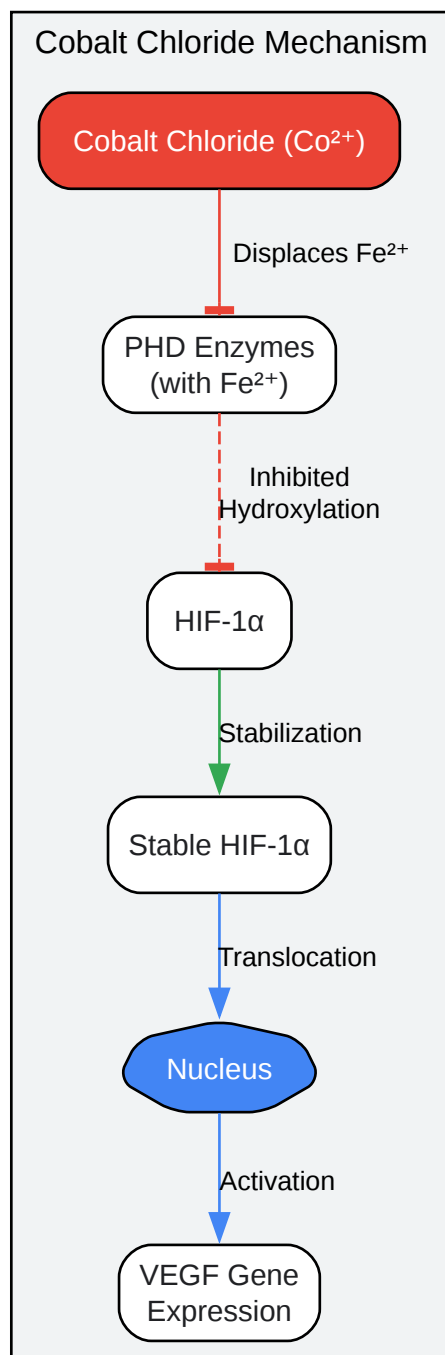 Cobalt Chloride Mechanism
Cobalt Chloride (Co²⁺)
Displaces Fe²⁺
PHD Enzymes
(with Fe²⁺)
Inhibited
Hydroxylation
HIF-1α
Stabilization
Stable HIF-1α
Translocation
Nucleus
Activation
VEGF Gene
Expression